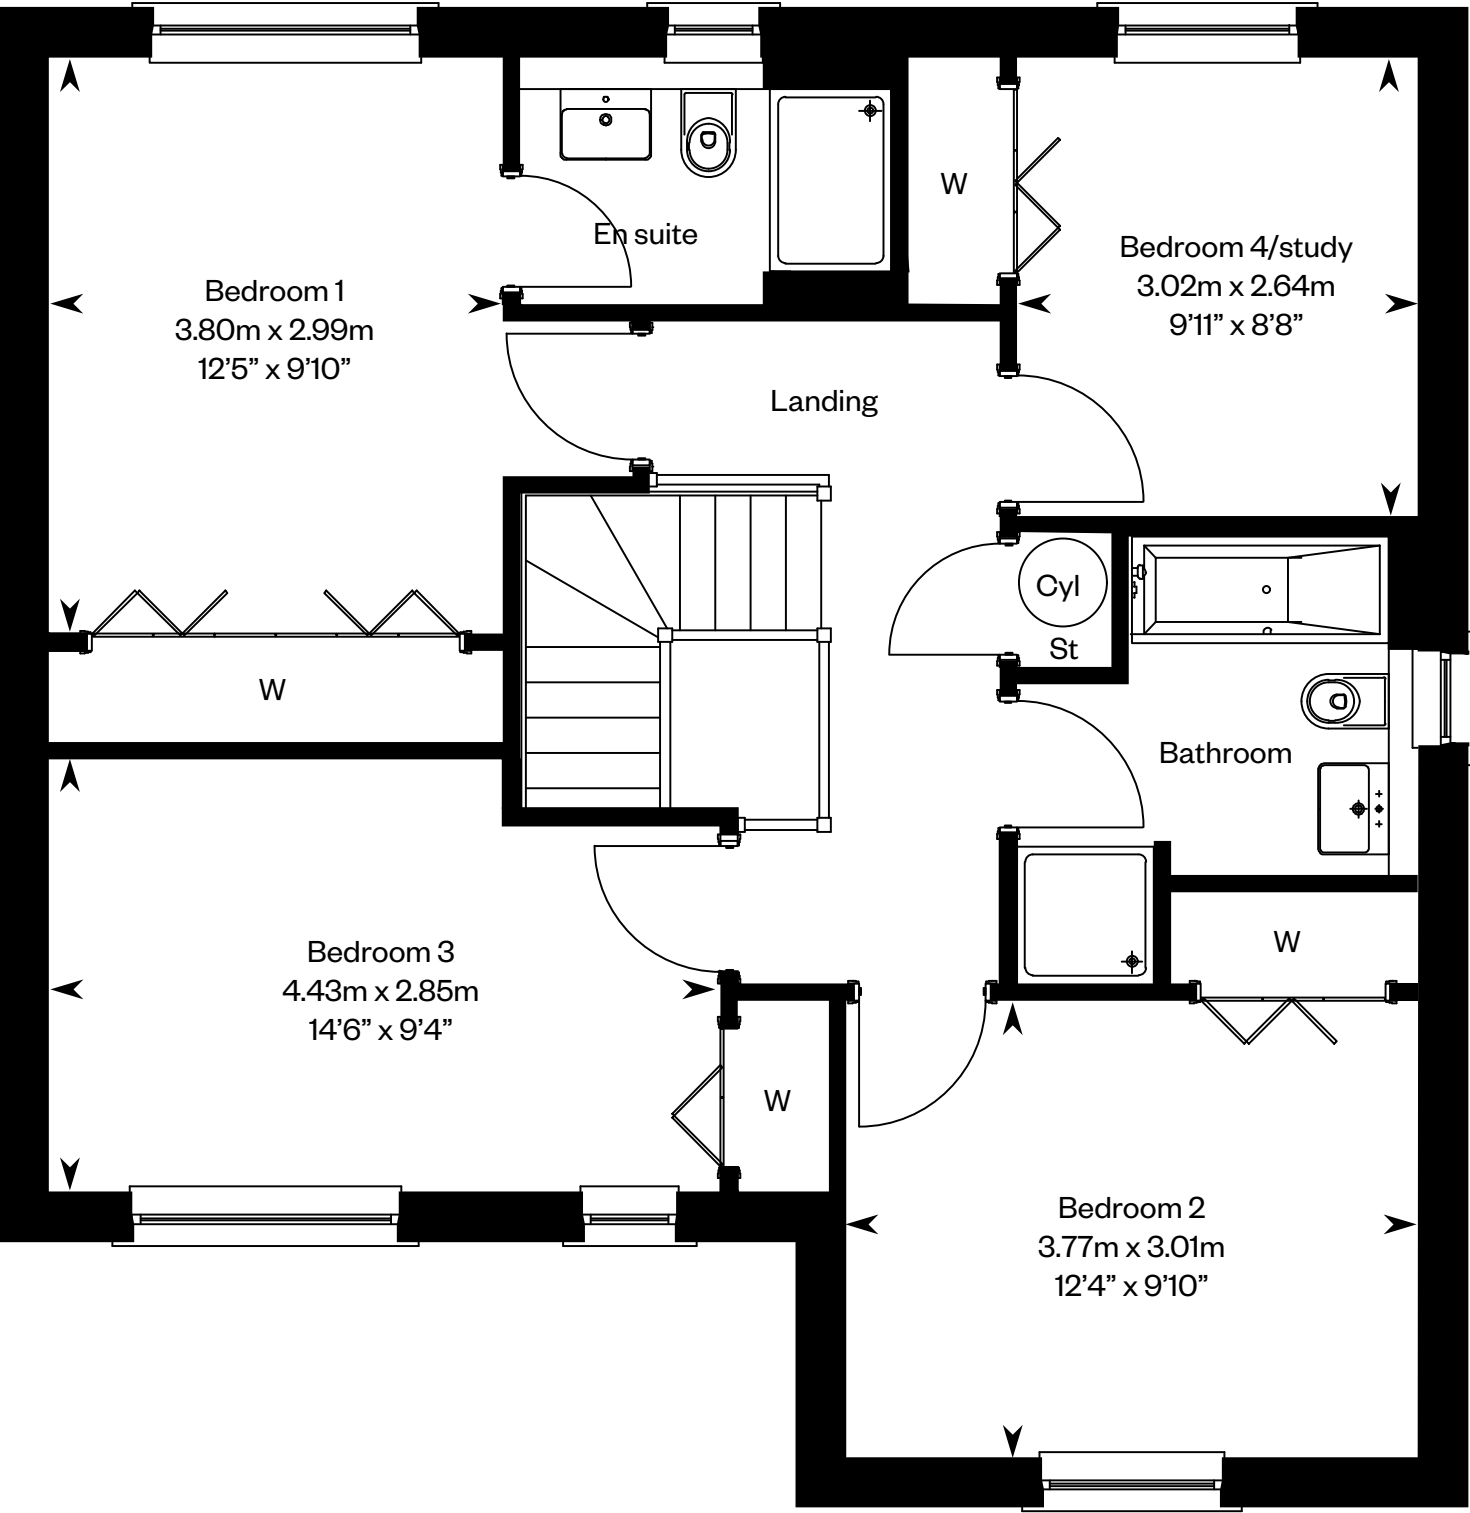 W
En suite
Bedroom 4/study
3.02m x 2.64m
9'11” x 8'8”
Bedroom 1
3.80m x 2.99m
12'5” x 9'10”
Landing
Cyl
St
W
Bathroom
Bedroom 3
4.43m x 2.85m
14'6” x 9'4”
W
W
Bedroom 2
3.77m x 3.01m
12'4” x 9'10”